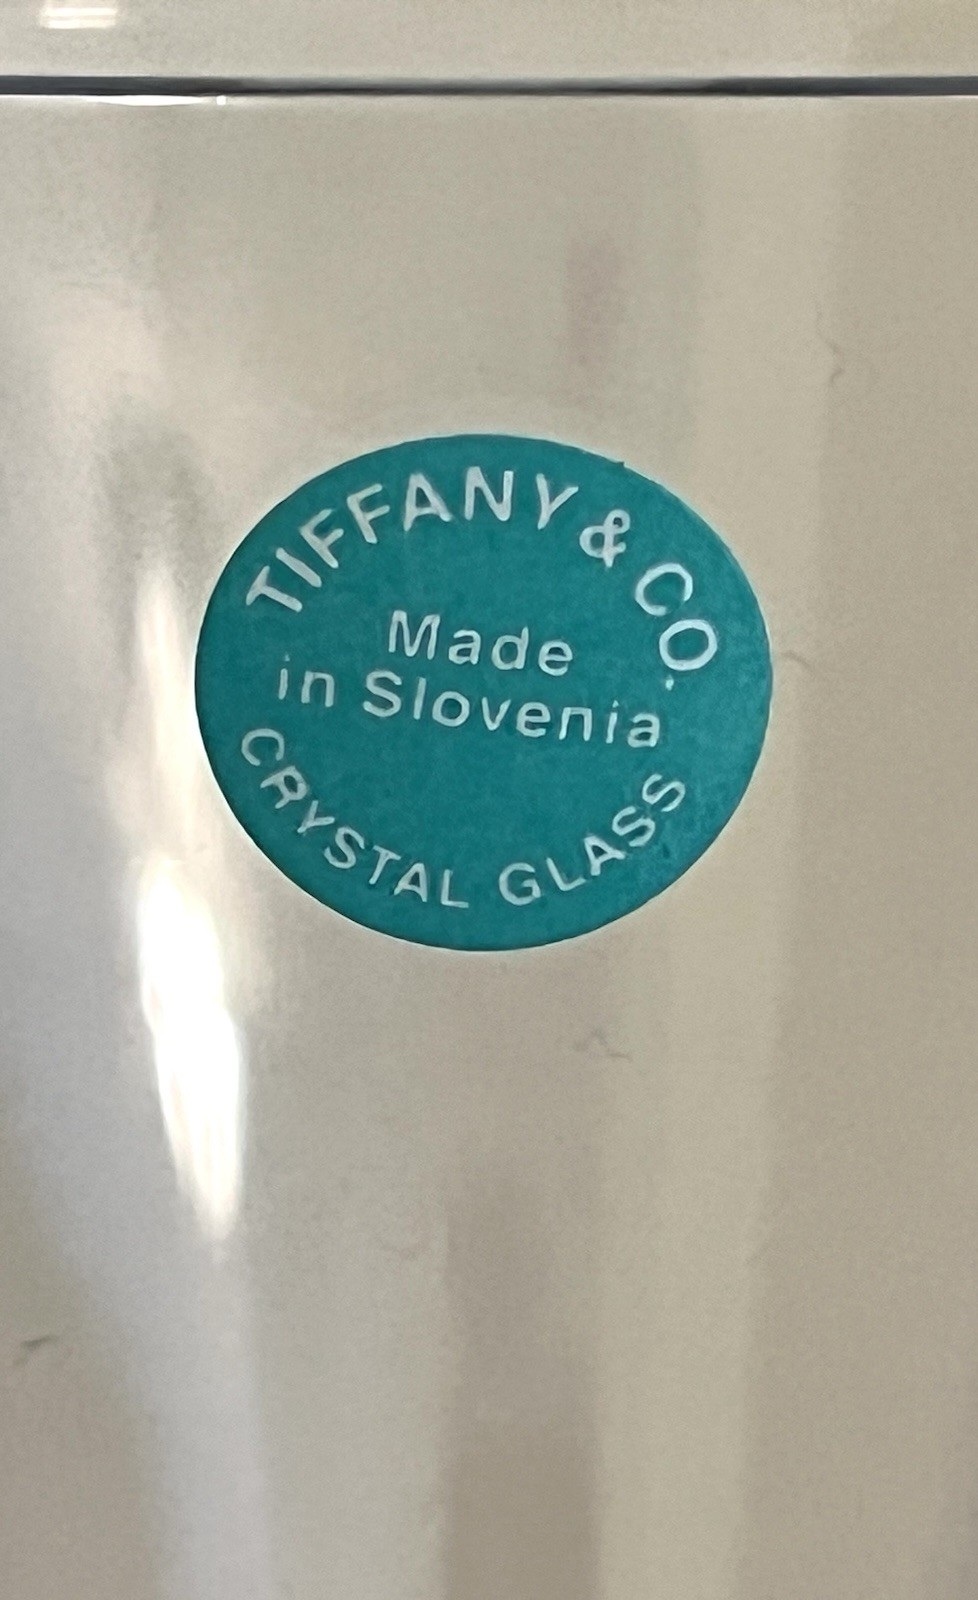 TIFFANY & CO.
Made
in Slovenia
CRYSTAL GLASS